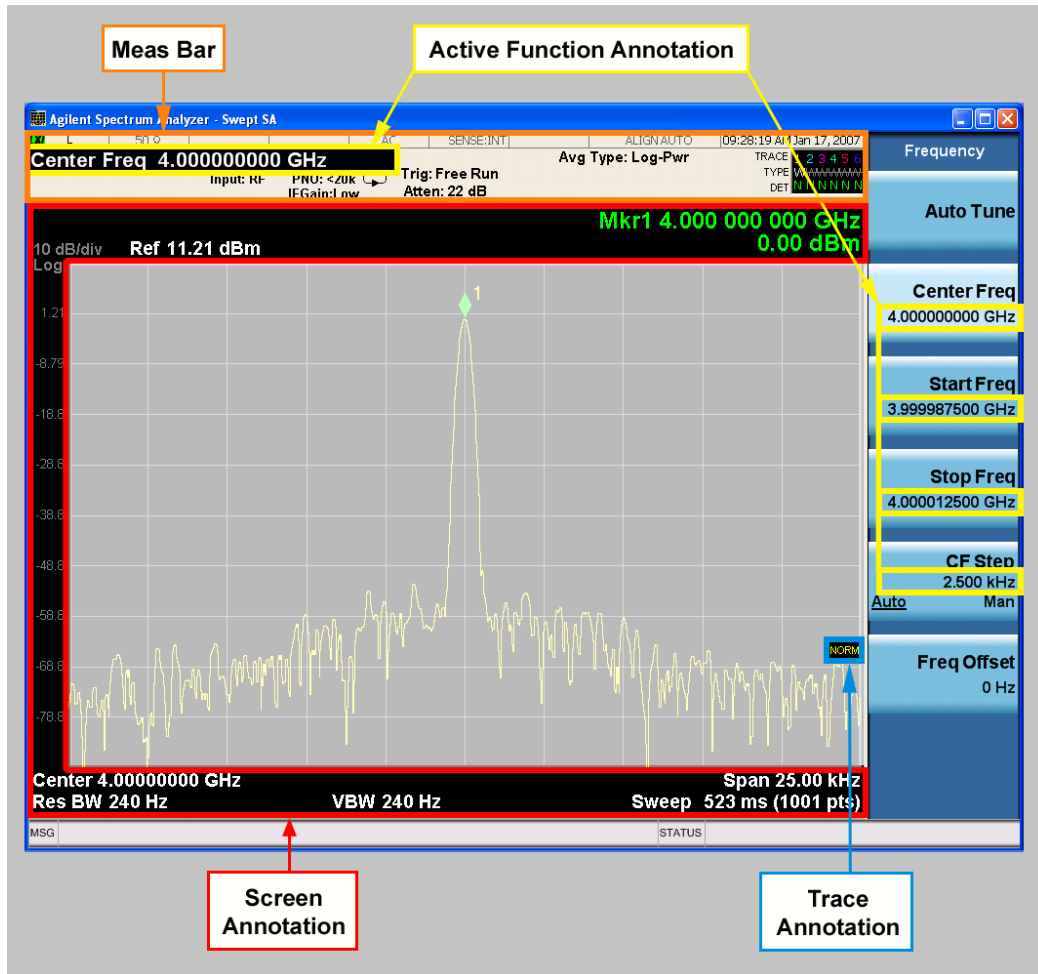 Meas Bar
Active Function Annotation
Agilent Spectrum Analyzer - Swept SA
L 50 Ω AC SENSE:INT ALIGN AUTO 09:28:19 AM Jan 17, 2007
Center Freq 4.000000000 GHz
Input: RF PNO: <20k Trig: Free Run Avg Type: Log-Pwr TRACE 1 2 3 4 5 6
TYPE
IFGain:Low Atten: 22 dB DET N N N N N N
Mkr1 4.000 000 000 GHz
0.00 dBm
10 dB/div Ref 11.21 dBm
Log
1
1.21
-8.79
-18.8
-28.8
-38.8
-48.8
-58.8
-68.8
-78.8
NORM
Center 4.00000000 GHz Span 25.00 kHz
Res BW 240 Hz VBW 240 Hz Sweep 523 ms (1001 pts)
MSG STATUS
Frequency
Auto Tune
Center Freq
4.000000000 GHz
Start Freq
3.999987500 GHz
Stop Freq
4.000012500 GHz
CF Step
2.500 kHz
Auto Man
Freq Offset
0 Hz
Screen
Annotation
Trace
Annotation